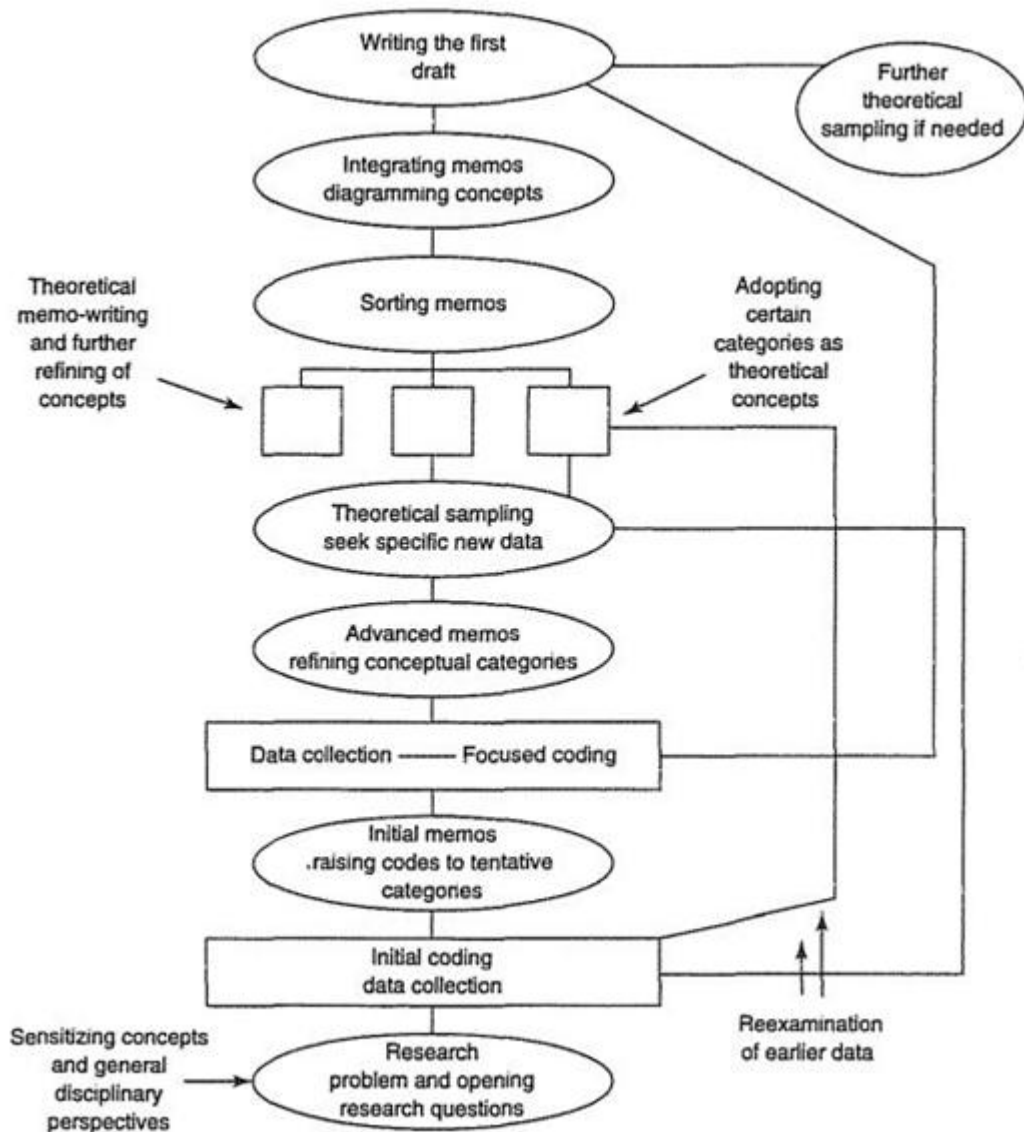 Writing the first
draft
Further
theoretical
sampling if needed
Integrating memos
diagramming concepts
Theoretical
memo-writing
and further
refining of
concepts
Sorting memos
Adopting
certain
categories as
theoretical
concepts
Theoretical sampling
seek specific new data
Advanced memos
refining conceptual categories
Data collection ------- Focused coding
Initial memos
.raising codes to tentative
categories
Initial coding
data collection
Reexamination
of earlier data
Sensitizing concepts
and general
disciplinary
perspectives
Research
problem and opening
research questions